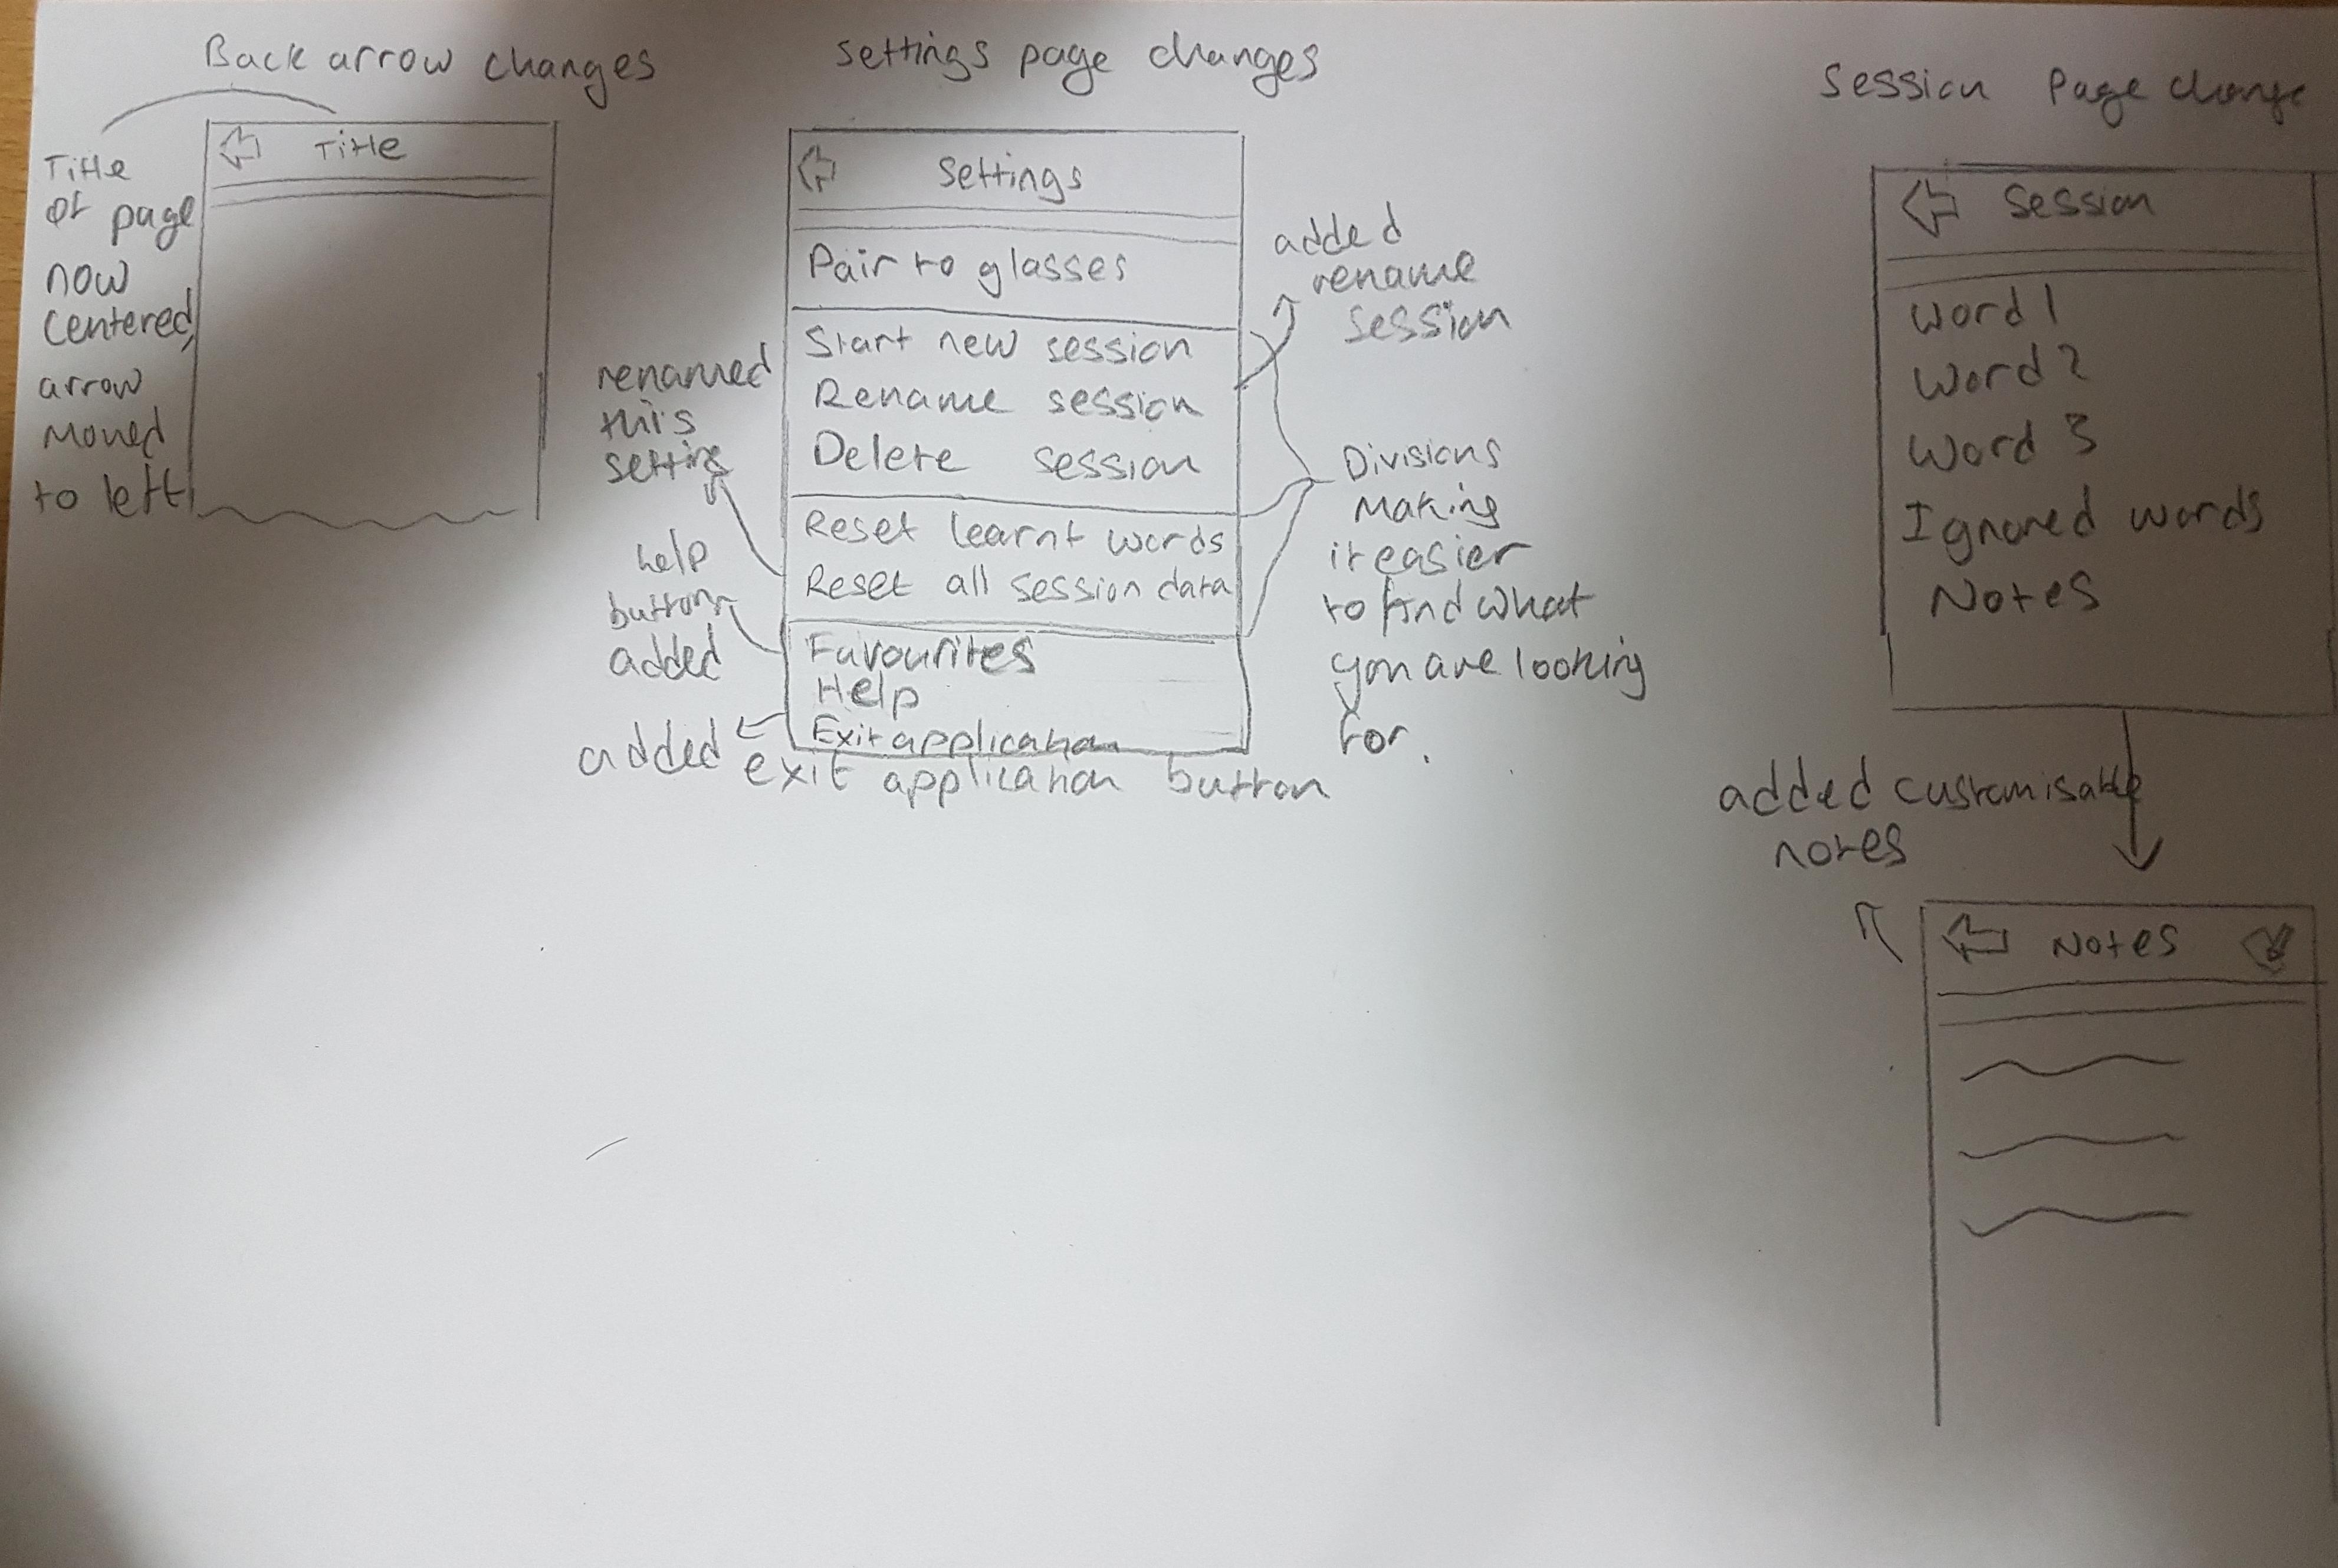 Back arrow changes
Title
Title
of page
now
centered,
arrow
moved
to left
settings page changes
Settings
Pair to glasses
Start new session
Rename session
Delete session
Reset learnt words
Reset all session data
Favourites
Help
Exit application
added
rename
session
renamed
this
setting
help
button
added
added exit application button
Divisions
making
it easier
to find what
you are looking
for.
Session Page change
Session
Word 1
Word 2
Word 3
Ignored words
Notes
added customisable
notes
Notes